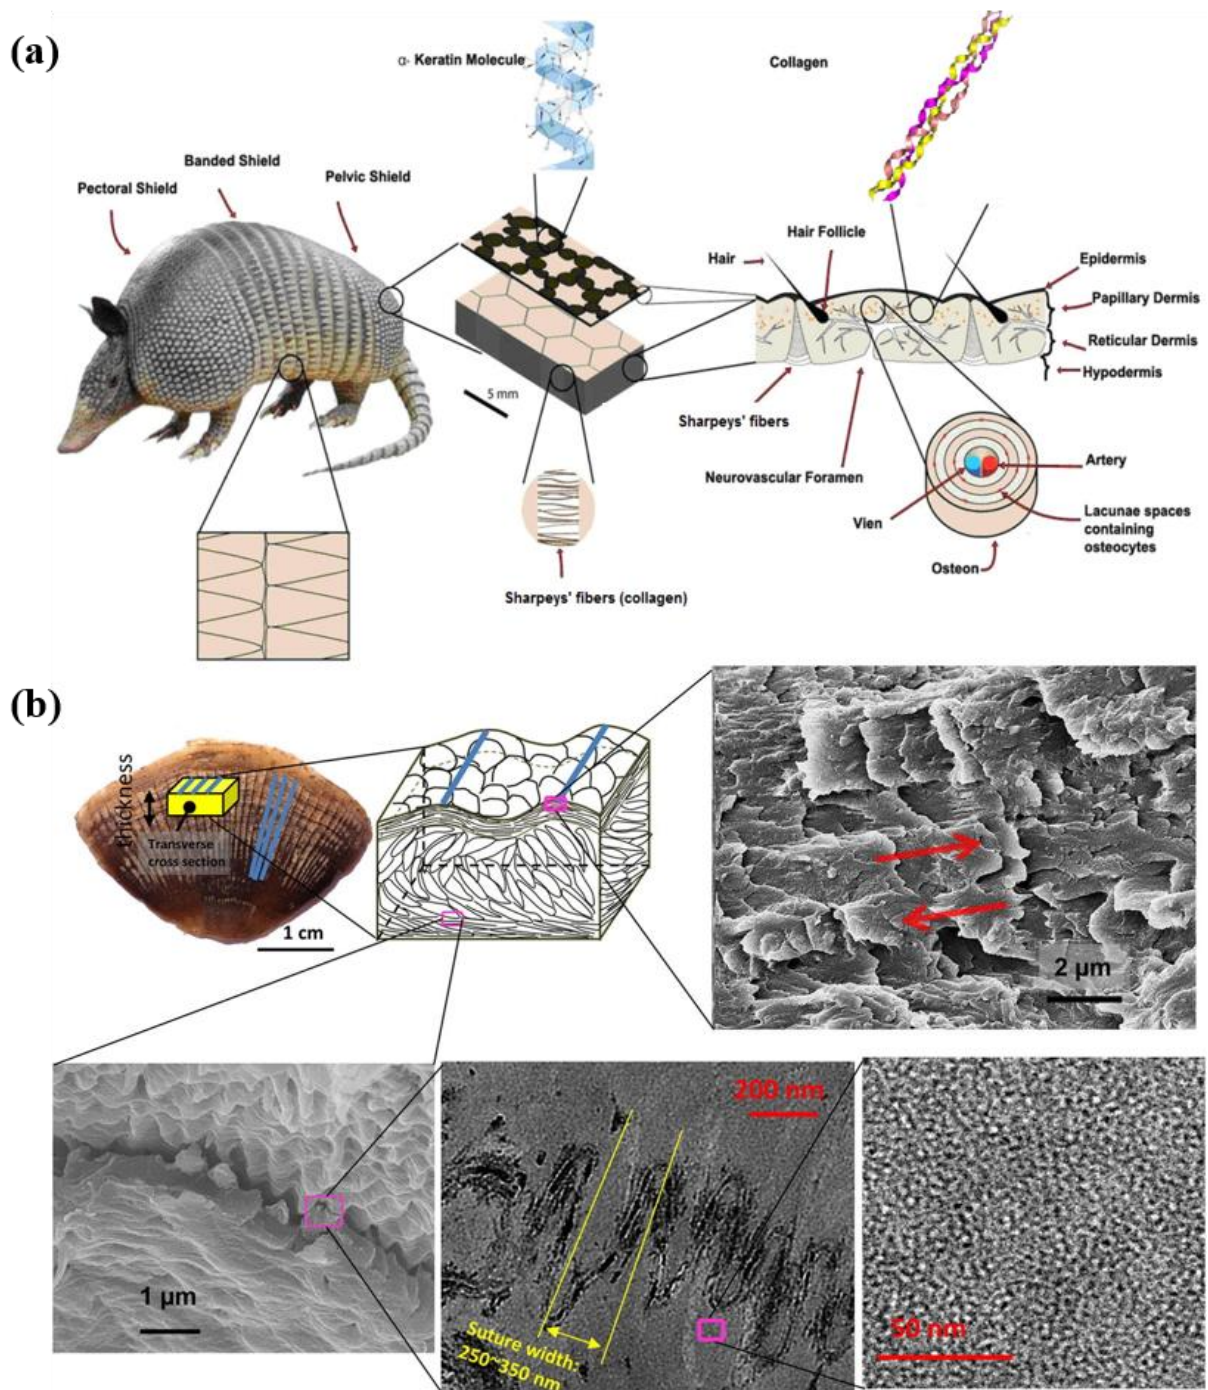 (a)
α- Keratin Molecule
Collagen
Banded Shield
Pectoral Shield
Pelvic Shield
Hair Follicle
Hair
Epidermis
Papillary Dermis
Reticular Dermis
Hypodermis
5 mm
Sharpeys' fibers
Neurovascular Foramen
Artery
Vien
Lacunae spaces
containing
osteocytes
Osteon
Sharpeys' fibers (collagen)
(b)
thickness
Transverse
cross section
1 cm
2 μm
1 μm
200 nm
Suture width:
250~350 nm
50 nm